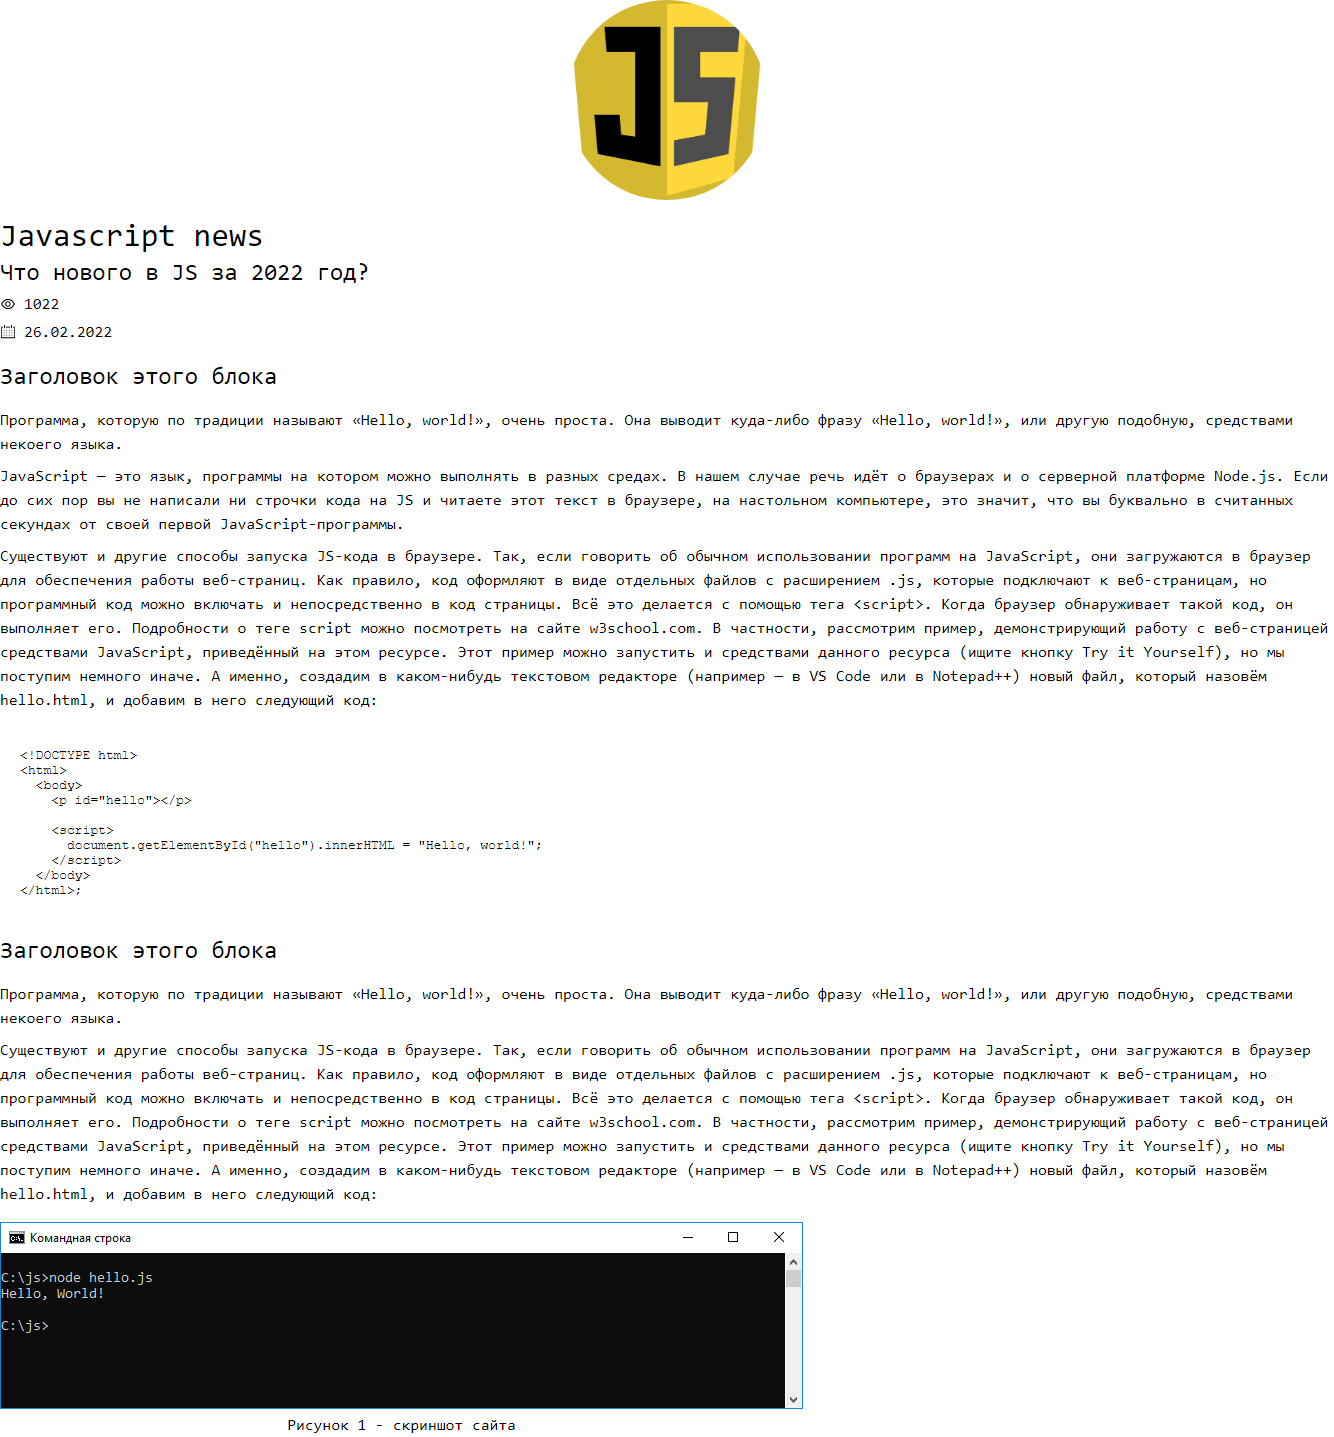 JS
Javascript news
Что нового в JS за 2022 год?
1022
26.02.2022
Заголовок этого блока
Программа, которую по традиции называют «Hello, world!», очень проста. Она выводит куда-либо фразу «Hello, world!», или другую подобную, средствами
некоего языка.
JavaScript — это язык, программы на котором можно выполнять в разных средах. В нашем случае речь идёт о браузерах и о серверной платформе Node.js. Если
до сих пор вы не написали ни строчки кода на JS и читаете этот текст в браузере, на настольном компьютере, это значит, что вы буквально в считанных
секундах от своей первой JavaScript-программы.
Существуют и другие способы запуска JS-кода в браузере. Так, если говорить об обычном использовании программ на JavaScript, они загружаются в браузер
для обеспечения работы веб-страниц. Как правило, код оформляют в виде отдельных файлов с расширением .js, которые подключают к веб-страницам, но
программный код можно включать и непосредственно в код страницы. Всё это делается с помощью тега <script>. Когда браузер обнаруживает такой код, он
выполняет его. Подробности о теге script можно посмотреть на сайте w3school.com. В частности, рассмотрим пример, демонстрирующий работу с веб-страницей
средствами JavaScript, приведённый на этом ресурсе. Этот пример можно запустить и средствами данного ресурса (ищите кнопку Try it Yourself), но мы
поступим немного иначе. А именно, создадим в каком-нибудь текстовом редакторе (например — в VS Code или в Notepad++) новый файл, который назовём
hello.html, и добавим в него следующий код:
<!DOCTYPE html>
<html>
<body>
<p id="hello"></p>
<script>
document.getElementById("hello").innerHTML = "Hello, world!";
</script>
</body>
</html>;
Заголовок этого блока
Программа, которую по традиции называют «Hello, world!», очень проста. Она выводит куда-либо фразу «Hello, world!», или другую подобную, средствами
некоего языка.
Существуют и другие способы запуска JS-кода в браузере. Так, если говорить об обычном использовании программ на JavaScript, они загружаются в браузер
для обеспечения работы веб-страниц. Как правило, код оформляют в виде отдельных файлов с расширением .js, которые подключают к веб-страницам, но
программный код можно включать и непосредственно в код страницы. Всё это делается с помощью тега <script>. Когда браузер обнаруживает такой код, он
выполняет его. Подробности о теге script можно посмотреть на сайте w3school.com. В частности, рассмотрим пример, демонстрирующий работу с веб-страницей
средствами JavaScript, приведённый на этом ресурсе. Этот пример можно запустить и средствами данного ресурса (ищите кнопку Try it Yourself), но мы
поступим немного иначе. А именно, создадим в каком-нибудь текстовом редакторе (например — в VS Code или в Notepad++) новый файл, который назовём
hello.html, и добавим в него следующий код:
Командная строка
C:\js>node hello.js
Hello, World!
C:\js>
Рисунок 1 - скриншот сайта